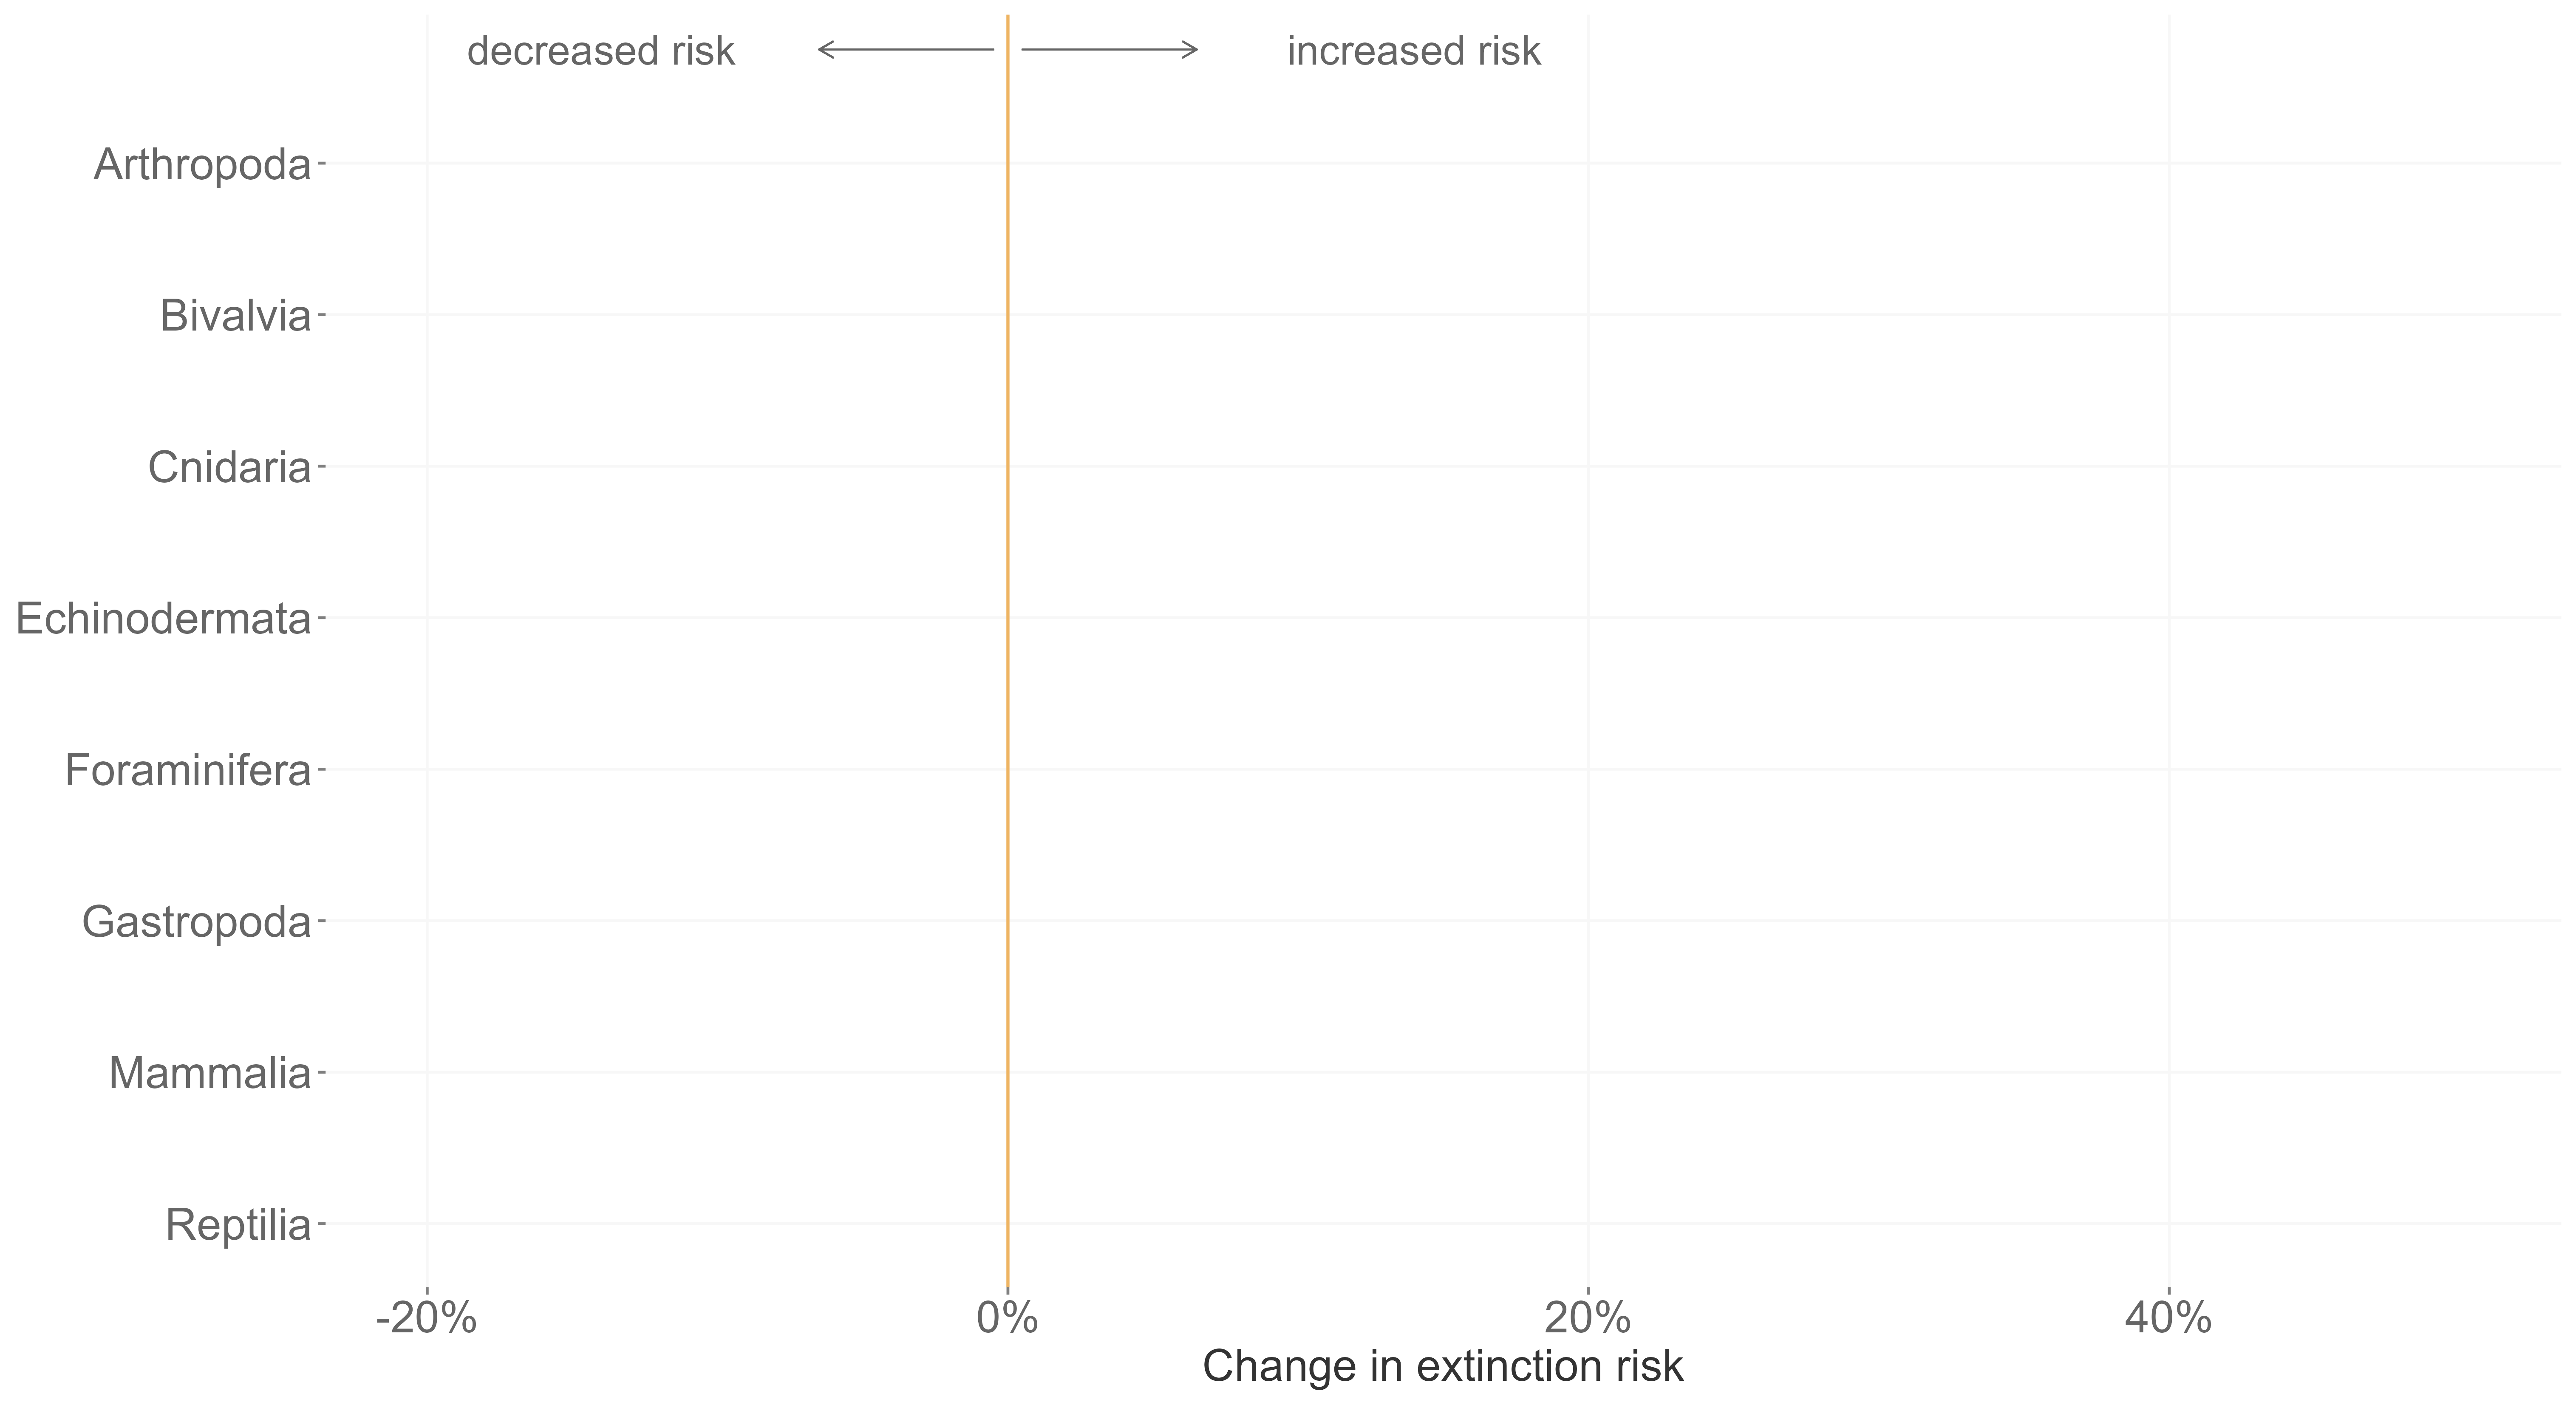 decreased risk
increased risk
Arthropoda
Bivalvia
Cnidaria
Echinodermata
Foraminifera
Gastropoda
Mammalia
Reptilia
-20%
0%
20%
40%
Change in extinction risk